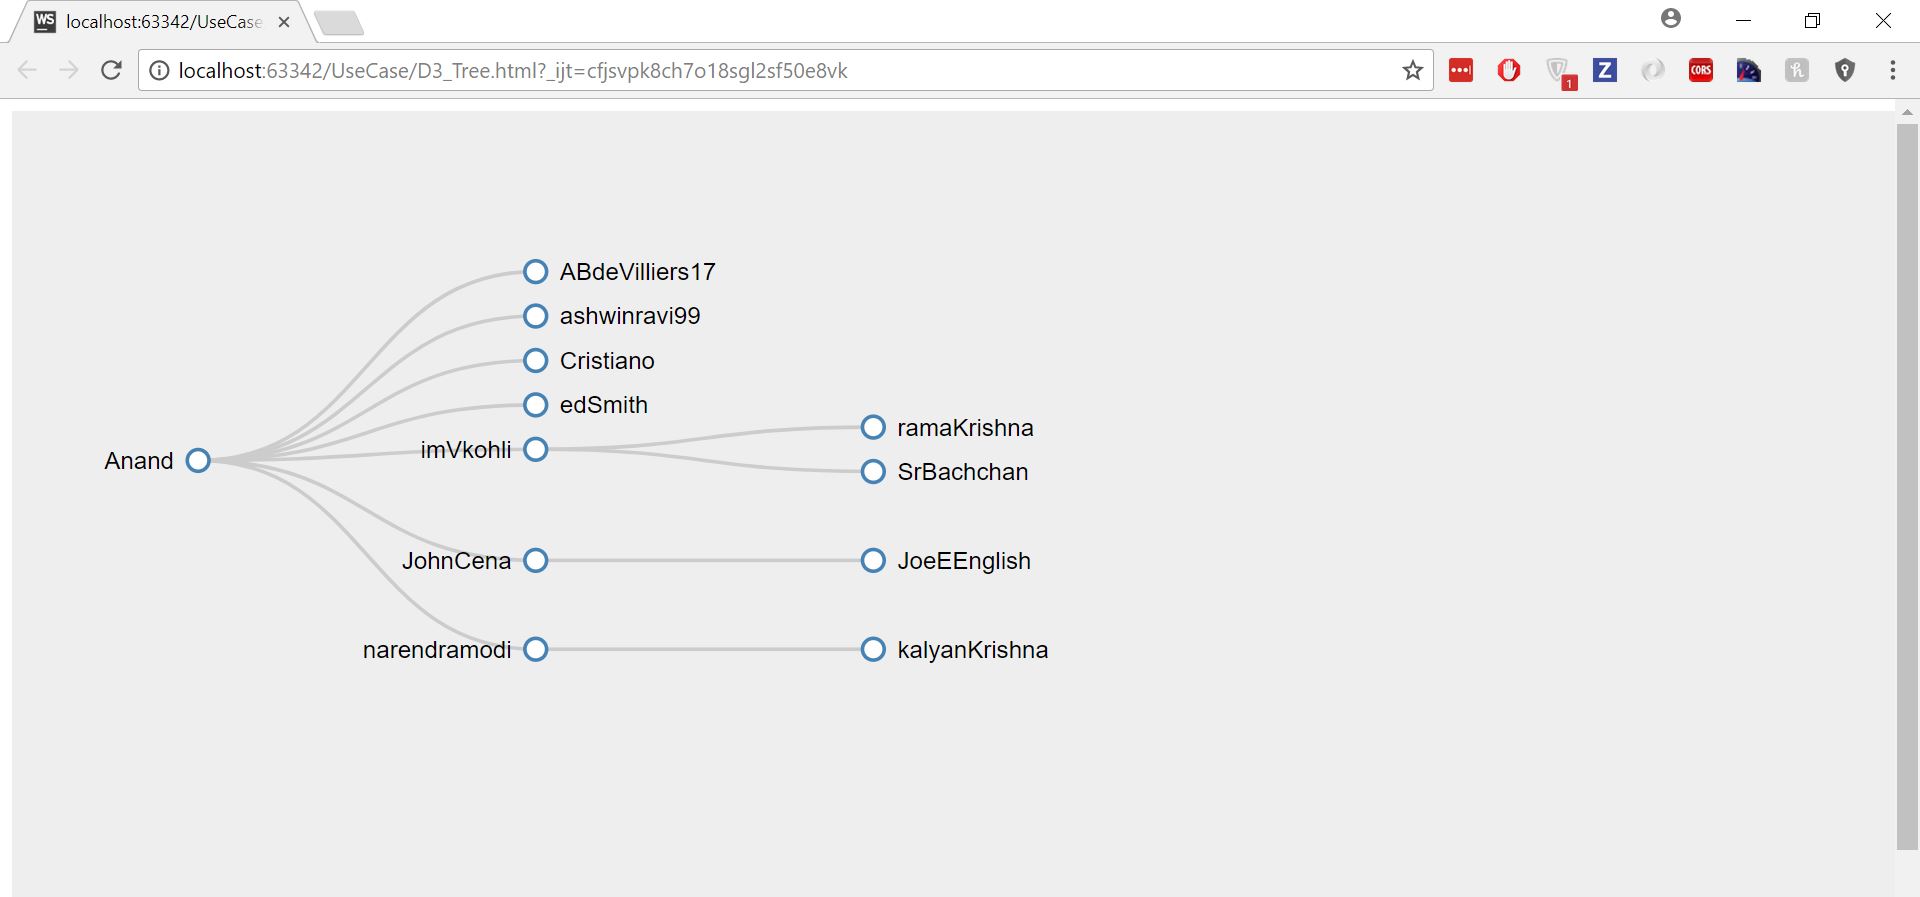 WS localhost:63342/UseCase
localhost:63342/UseCase/D3_Tree.html?_ijt=cfjsvpk8ch7o18sgl2sf50e8vk
1 Z CORS h
ABdeVilliers17
ashwinravi99
Cristiano
edSmith
ramaKrishna
imVkohli
Anand
SrBachchan
JohnCena JoeEEnglish
narendramodi kalyanKrishna